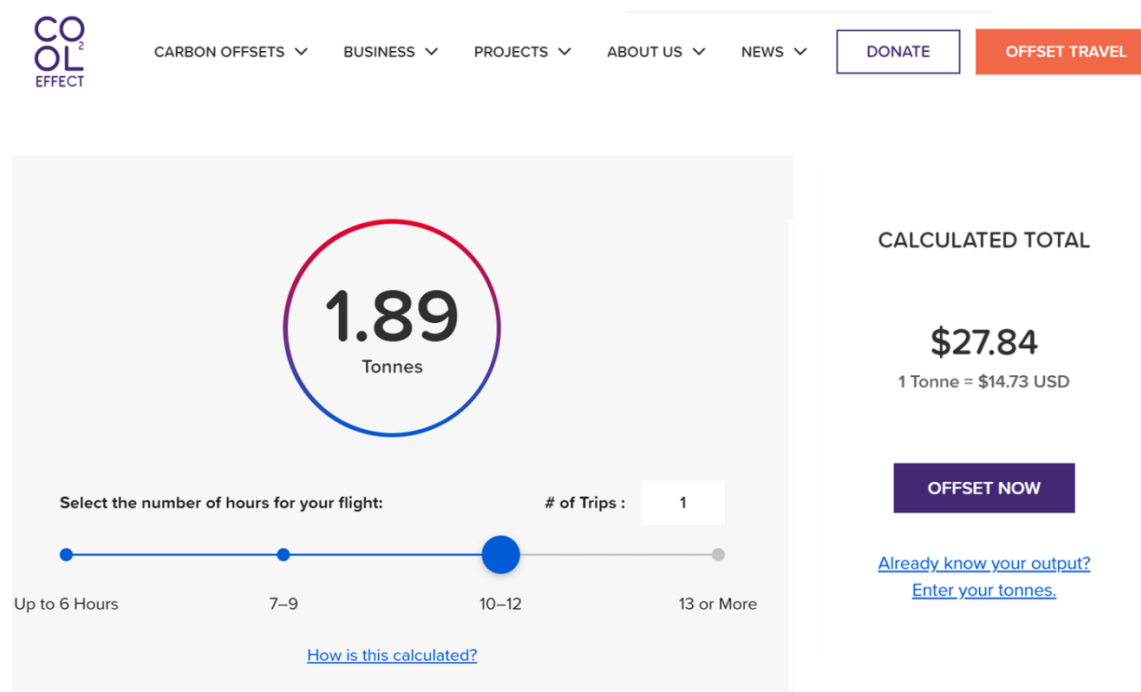 CO2
OL
EFFECT
CARBON OFFSETS
BUSINESS
PROJECTS
ABOUT US
NEWS
DONATE
OFFSET TRAVEL
1.89
Tonnes
Select the number of hours for your flight:
# of Trips :
1
Up to 6 Hours
7–9
10–12
13 or More
How is this calculated?
CALCULATED TOTAL
$27.84
1 Tonne = $14.73 USD
OFFSET NOW
Already know your output?
Enter your tonnes.